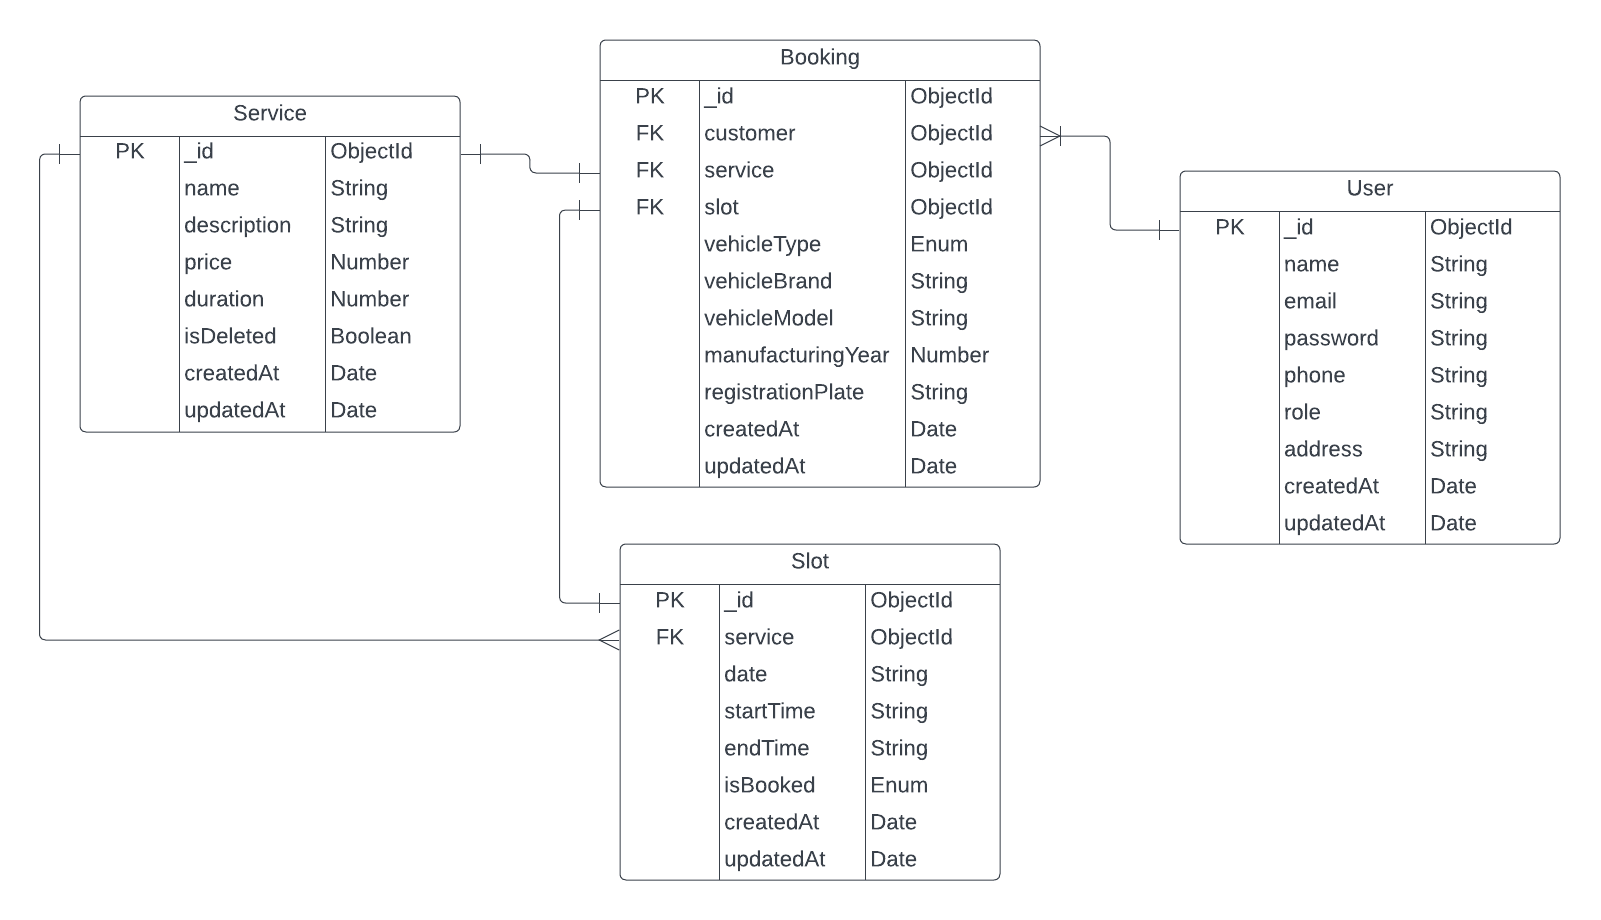 Service
PK _id ObjectId
name String
description String
price Number
duration Number
isDeleted Boolean
createdAt Date
updatedAt Date
Booking
PK _id ObjectId
FK customer ObjectId
FK service ObjectId
FK slot ObjectId
vehicleType Enum
vehicleBrand String
vehicleModel String
manufacturingYear Number
registrationPlate String
createdAt Date
updatedAt Date
User
PK _id ObjectId
name String
email String
password String
phone String
role String
address String
createdAt Date
updatedAt Date
Slot
PK _id ObjectId
FK service ObjectId
date String
startTime String
endTime String
isBooked Enum
createdAt Date
updatedAt Date